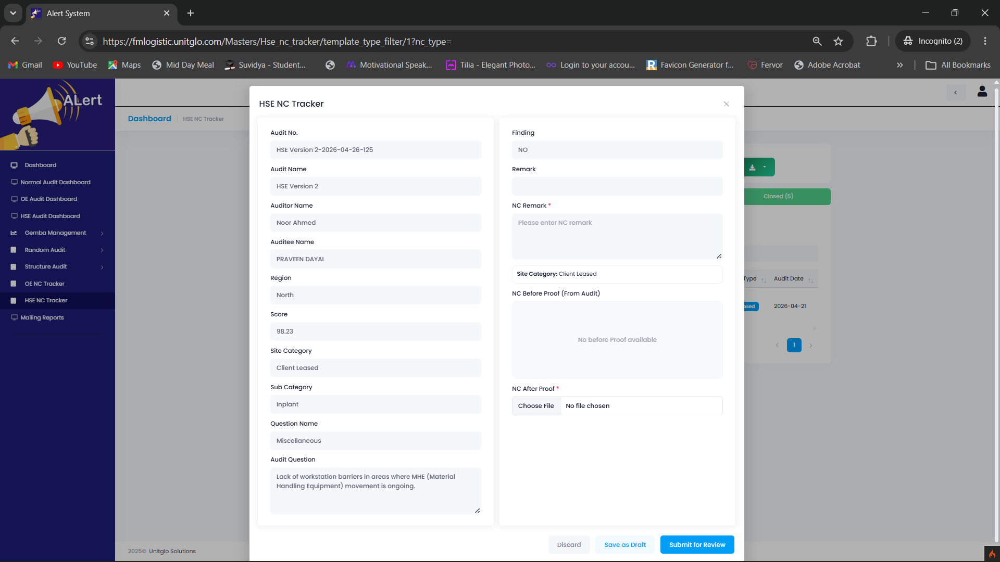 Alert System
https://fmlogistic.unitglo.com/Masters/Hse_nc_tracker/template_type_filter/1?nc_type=
Incognito (2)
Gmail
YouTube
Maps
Mid Day Meal
Suvidya - Student...
Motivational Speak...
Tilia - Elegant Photo...
Login to your accou...
Favicon Generator f...
Fervor
Adobe Acrobat
All Bookmarks
ALert
Dashboard
Normal Audit Dashboard
OE Audit Dashboard
HSE Audit Dashboard
Gemba Management
Random Audit
Structure Audit
OE NC Tracker
HSE NC Tracker
Mailing Reports
Dashboard
HSE NC Tracker
HSE NC Tracker
Audit No.
HSE Version 2-2026-04-26-125
Audit Name
HSE Version 2
Auditor Name
Noor Ahmed
Auditee Name
PRAVEEN DAYAL
Region
North
Score
98.23
Site Category
Client Leased
Sub Category
Inplant
Question Name
Miscellaneous
Audit Question
Lack of workstation barriers in areas where MHE (Material
Handling Equipment) movement is ongoing.
Finding
NO
Remark
NC Remark *
Please enter NC remark
Site Category: Client Leased
NC Before Proof (From Audit)
No before Proof available
NC After Proof *
Choose File No file chosen
Discard
Save as Draft
Submit for Review
Closed (5)
Type
Audit Date
ased
2026-04-21
1
2025© Unitglo Solutions